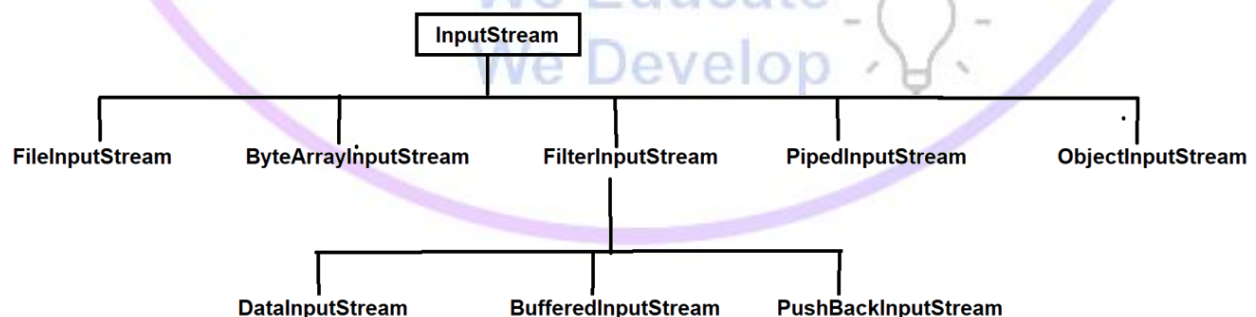 We Educate
InputStream
We Develop
FileInputStream ByteArrayInputStream FilterInputStream PipedInputStream ObjectInputStream
DataInputStream BufferedInputStream PushBackInputStream